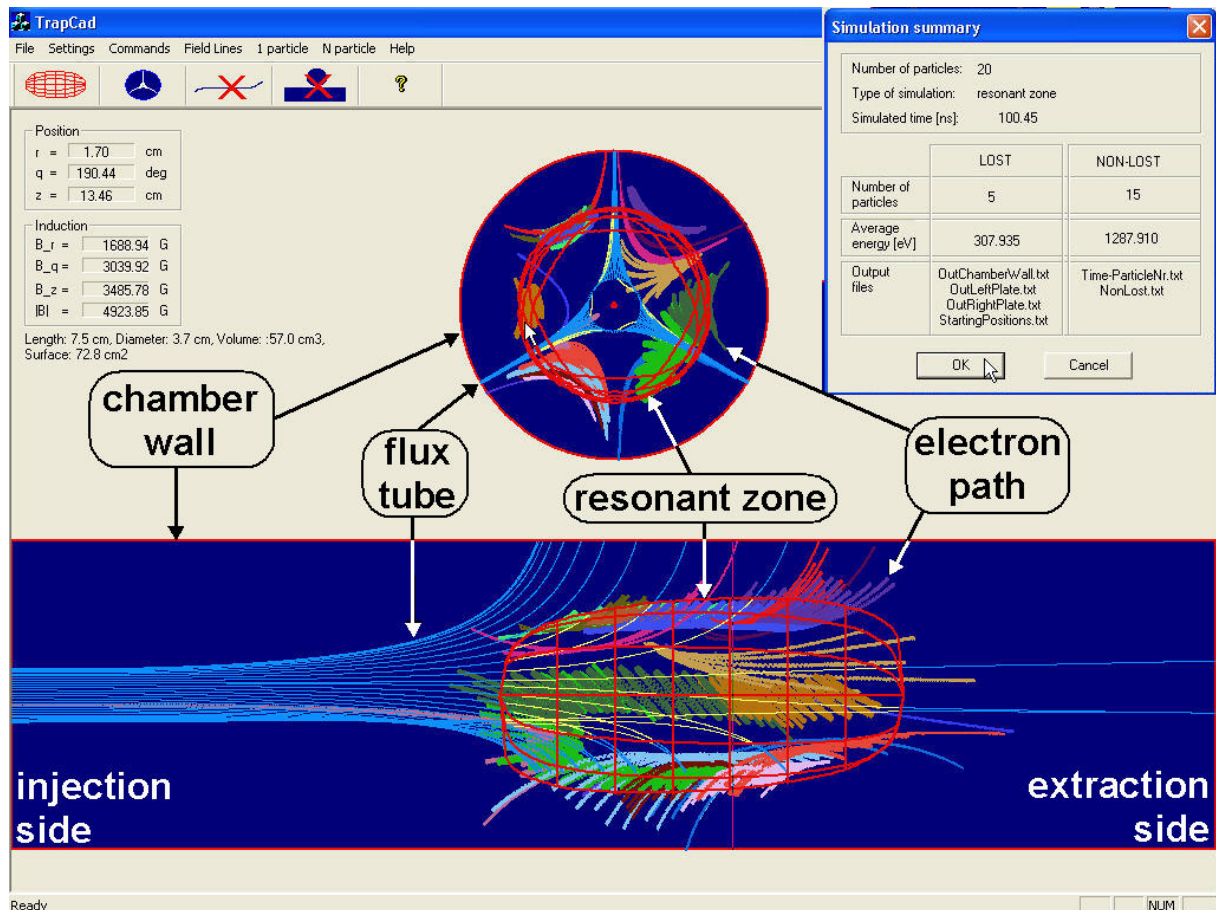 TrapCad
File Settings Commands Field Lines 1 particle N particle Help
?
Position
r = 1.70 cm
q = 190.44 deg
z = 13.46 cm
Induction
B_r = 1688.94 G
B_q = 3039.92 G
B_z = 3485.78 G
|B| = 4923.85 G
Length: 7.5 cm, Diameter: 3.7 cm, Volume: :57.0 cm3,
Surface: 72.8 cm2
Simulation summary
Number of particles: 20
Type of simulation: resonant zone
Simulated time [ns]: 100.45
LOST NON-LOST
Number of
particles 5 15
Average
energy [eV] 307.935 1287.910
Output
files
OutChamberWall.txt
OutLeftPlate.txt
OutRightPlate.txt
StartingPositions.txt
Time-ParticleNr.txt
NonLost.txt
OK Cancel
chamber
wall
flux
tube
resonant zone
electron
path
injection
side
extraction
side
Ready NUM